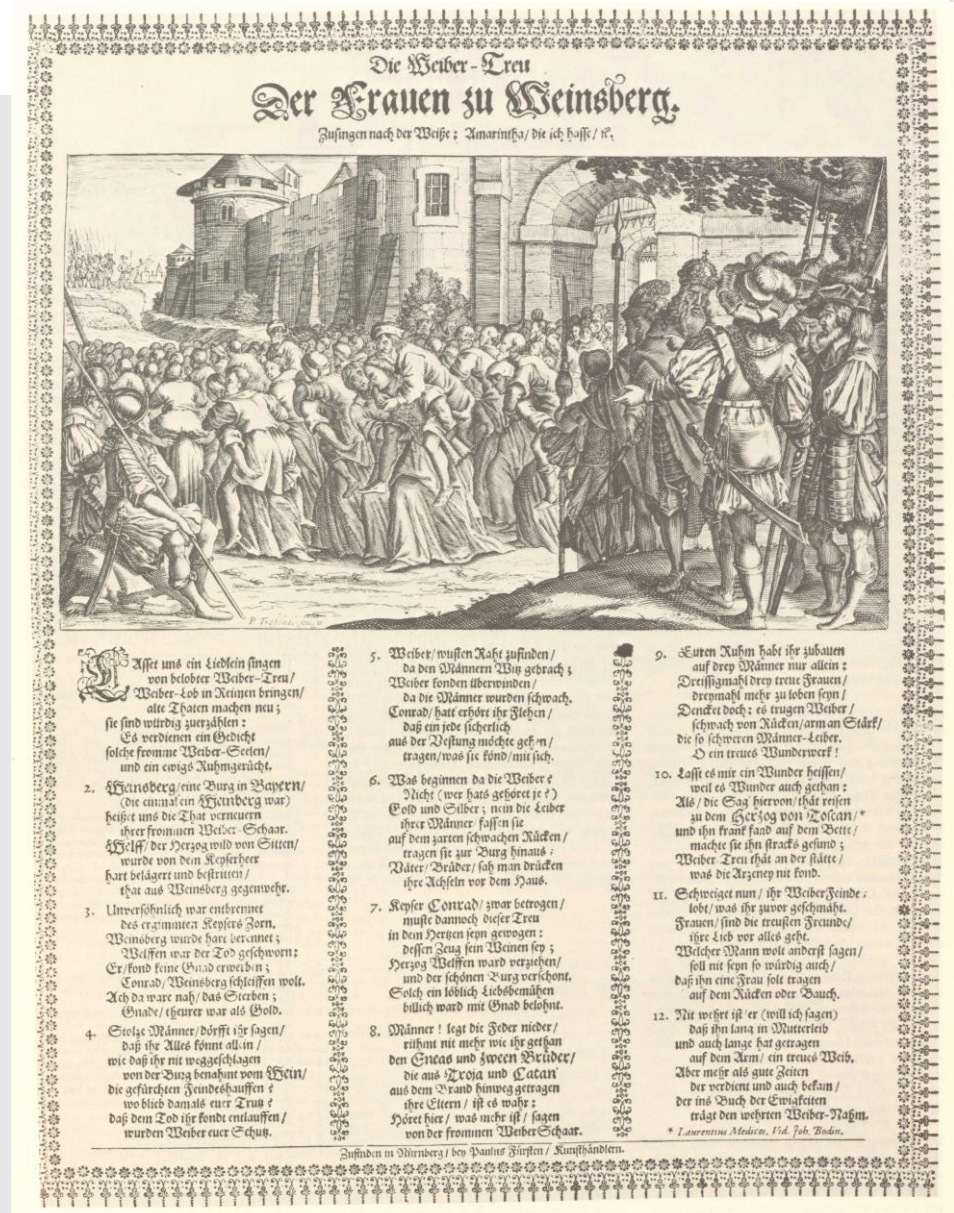 Die Weiber-Treu
Der Frauen zu Weinsberg.
Zusingen nach der Weiße: Amarintha/ die ich hasse/ ꝛc.
P. Troschel sculp:
LAsset uns ein Liedlein singen
von belobter Weiber-Treu/
Weiber-Lob in Reimen bringen/
alte Thaten machen neu;
sie sind würdig zuerzählen:
Es verdienen ein Gedicht
solche fromme Weiber-Seelen/
und ein ewigs Ruhmgerücht.
2. Weinsberg/ eine Burg in Bayern/
(die einmal ein Weinberg war)
heißet uns die That verneuern
ihrer frommen Weiber-Schaar.
Welff/ der Herzog wild von Sitten/
wurde von dem Keyserheer
hart belägert und bestritten/
that aus Weinsberg gegenwehr.
3. Unversöhnlich war entbrennet
des ergrimmten Keysers Zorn.
Weinsberg wurde hart berennet;
Welffen war der Tod geschworn:
Er/ kond keine Gnad erwerben;
Conrad/ Weinsberg schleiffen wolt.
Ach da ware nah/ das Sterben;
Gnade/ theurer war als Gold.
4. Stolze Männer/ dörfft ihr sagen/
daß ihr Alles könnt allein/
wie daß ihr nit weggeschlagen
von der Burg benahmt vom Wein/
die gefürchten Feindeshauffen?
wo blieb damals euer Trutz?
daß dem Tod ihr kondt entlauffen/
wurden Weiber euer Schutz.
5. Weiber/ wusten Raht zufinden/
da den Männern Witz gebrach;
Weiber konden überwinden/
da die Männer wurden schwach.
Conrad/ hatt erhört ihr Flehen/
daß ein jede sicherlich
aus der Vestung möchte gehen/
tragen/ was sie könd/ mit sich.
6. Was beginnen da die Weiber?
Nicht (wer hats gehöret je?)
Gold und Silber; nein die Leiber
ihrer Männer/ fassen sie
auf dem zarten schwachen Rücken/
tragen sie zur Burg hinaus:
Väter/ Brüder/ sah man drücken
ihre Achseln vor dem Haus.
7. Keyser Conrad/ zwar betrogen/
muste dannoch dieser Treu
in dem Hertzen seyn gewogen:
dessen Zeug sein Weinen sey;
Herzog Welffen ward verziehen/
und der schönen Burg verschont.
Solch ein löblich Liebsbemühen
billich ward mit Gnad belohnt.
8. Männer! legt die Feder nieder/
rühmt nit mehr wie ihr gethan
den Eneas und zween Brüder/
die aus Troja und Catan
aus dem Brand hinweg getragen
ihre Eltern/ ist es wahr:
Höret hier/ was mehr ist/ sagen
von der frommen Weiber Schaar.
9. Euren Ruhm habt ihr zubauen
auf drey Männer nur allein:
Dreissigmahl drey treue Frauen/
dreymahl mehr zu loben seyn/
Dencket doch: es trugen Weiber/
schwach von Rücken/ arm an Stärk/
die so schweren Männer-Leiber.
O ein treues Wunderwerk!
10. Lasst es mir ein Wunder heissen/
weil es Wunder auch gethan:
Als/ die Sag' hiervon/ thät reisen
zu dem Herzog von Toscan/*
und ihn krank fand auf dem Bette/
machte sie ihn stracks gesund;
Weiber Treu thät an der stätte/
was die Arzeney nit kond.
11. Schweiget nun/ ihr WeiberFeinde;
lobt/ was ihr zuvor geschmäht.
Frauen/ sind die treusten Freunde/
ihre Lieb vor alles geht.
Welcher Mann wolt anderst sagen/
soll nit seyn so würdig auch/
daß ihn eine Frau solt tragen
auf dem Rücken oder Bauch.
12. Nit wehrt ist er (will ich sagen)
daß ihn lang in Mutterleib
und auch lange hat getragen
auf dem Arm/ ein treues Weib.
Aber mehr als gute Zeiten
der verdient und auch bekam/
der ins Buch der Ewigkeiten
trägt den wehrten Weiber-Nahm.
* Laurentius Medices, Vid. Joh. Bodin.
Zufinden in Nürnberg/ bey Paulus Fürsten/ Kunsthändlern.